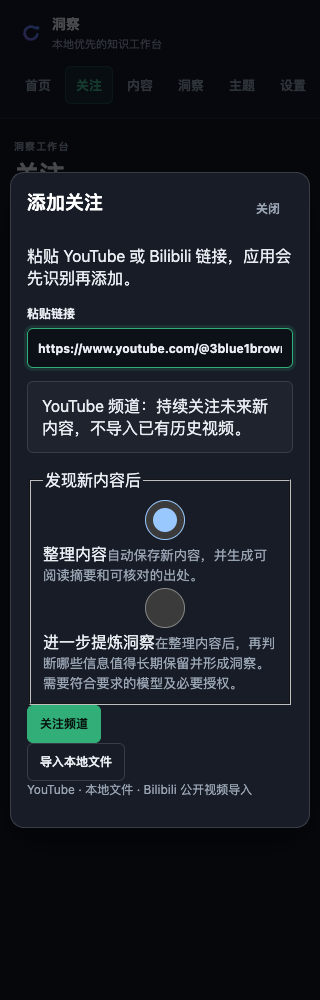 洞察
本地优先的知识工作台
首页 关注 内容 洞察 主题 设置
洞察工作台
关注
添加关注
关闭
粘贴 YouTube 或 Bilibili 链接，应用会
先识别再添加。
粘贴链接
https://www.youtube.com/@3blue1brow
YouTube 频道：持续关注未来新
内容，不导入已有历史视频。
发现新内容后
整理内容自动保存新内容，并生成可
阅读摘要和可核对的出处。
进一步提炼洞察在整理内容后，再判
断哪些信息值得长期保留并形成洞察。
需要符合要求的模型及必要授权。
关注频道
导入本地文件
YouTube · 本地文件 · Bilibili 公开视频导入